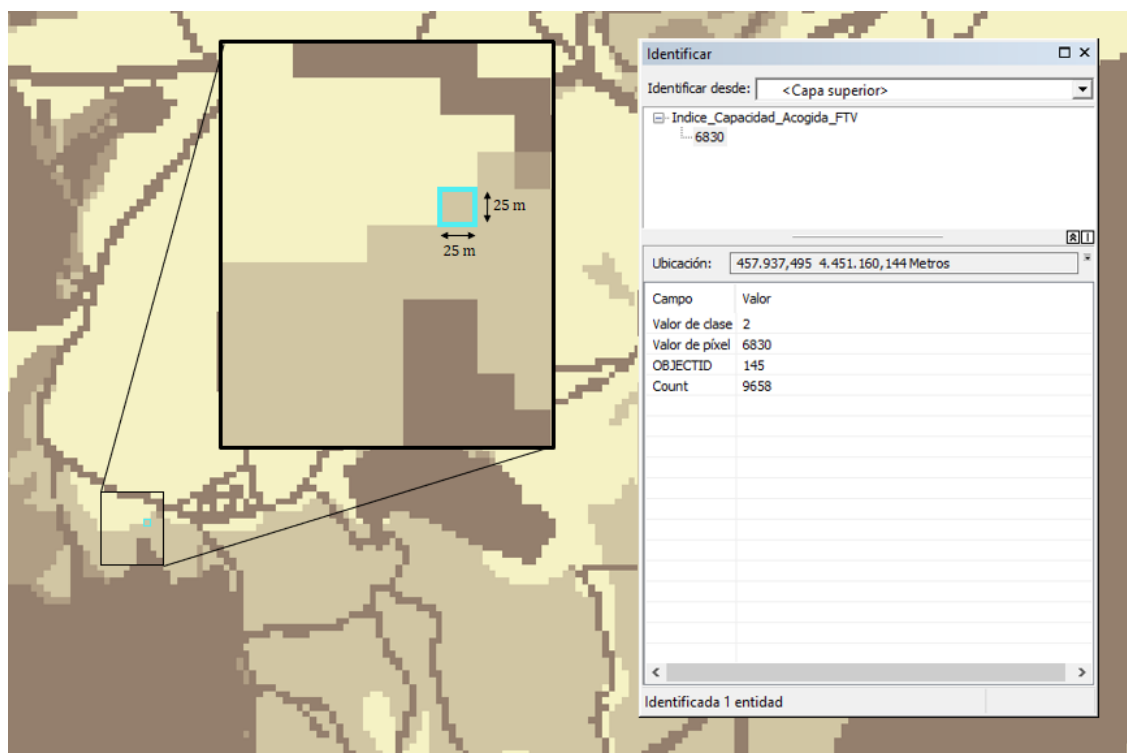 Identificar
Identificar desde: <Capa superior>
Indice_Capacidad_Acogida_FTV
6830
Ubicación: 457.937,495 4.451.160,144 Metros
Campo Valor
Valor de clase 2
Valor de píxel 6830
OBJECTID 145
Count 9658
Identificada 1 entidad
25 m
25 m